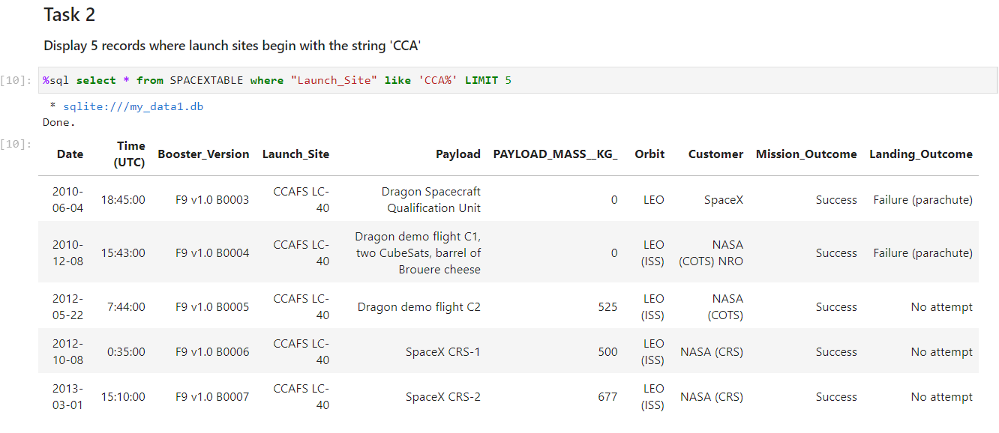 Task 2
Display 5 records where launch sites begin with the string 'CCA'
[10]: %sql select * from SPACEXTABLE where "Launch_Site" like 'CCA%' LIMIT 5
* sqlite:///my_data1.db
Done.
[10]:
Date Time (UTC) Booster_Version Launch_Site Payload PAYLOAD_MASS__KG_ Orbit Customer Mission_Outcome Landing_Outcome
2010-06-04 18:45:00 F9 v1.0 B0003 CCAFS LC-40 Dragon Spacecraft Qualification Unit 0 LEO SpaceX Success Failure (parachute)
2010-12-08 15:43:00 F9 v1.0 B0004 CCAFS LC-40 Dragon demo flight C1, two CubeSats, barrel of Brouere cheese 0 LEO (ISS) NASA (COTS) NRO Success Failure (parachute)
2012-05-22 7:44:00 F9 v1.0 B0005 CCAFS LC-40 Dragon demo flight C2 525 LEO (ISS) NASA (COTS) Success No attempt
2012-10-08 0:35:00 F9 v1.0 B0006 CCAFS LC-40 SpaceX CRS-1 500 LEO (ISS) NASA (CRS) Success No attempt
2013-03-01 15:10:00 F9 v1.0 B0007 CCAFS LC-40 SpaceX CRS-2 677 LEO (ISS) NASA (CRS) Success No attempt